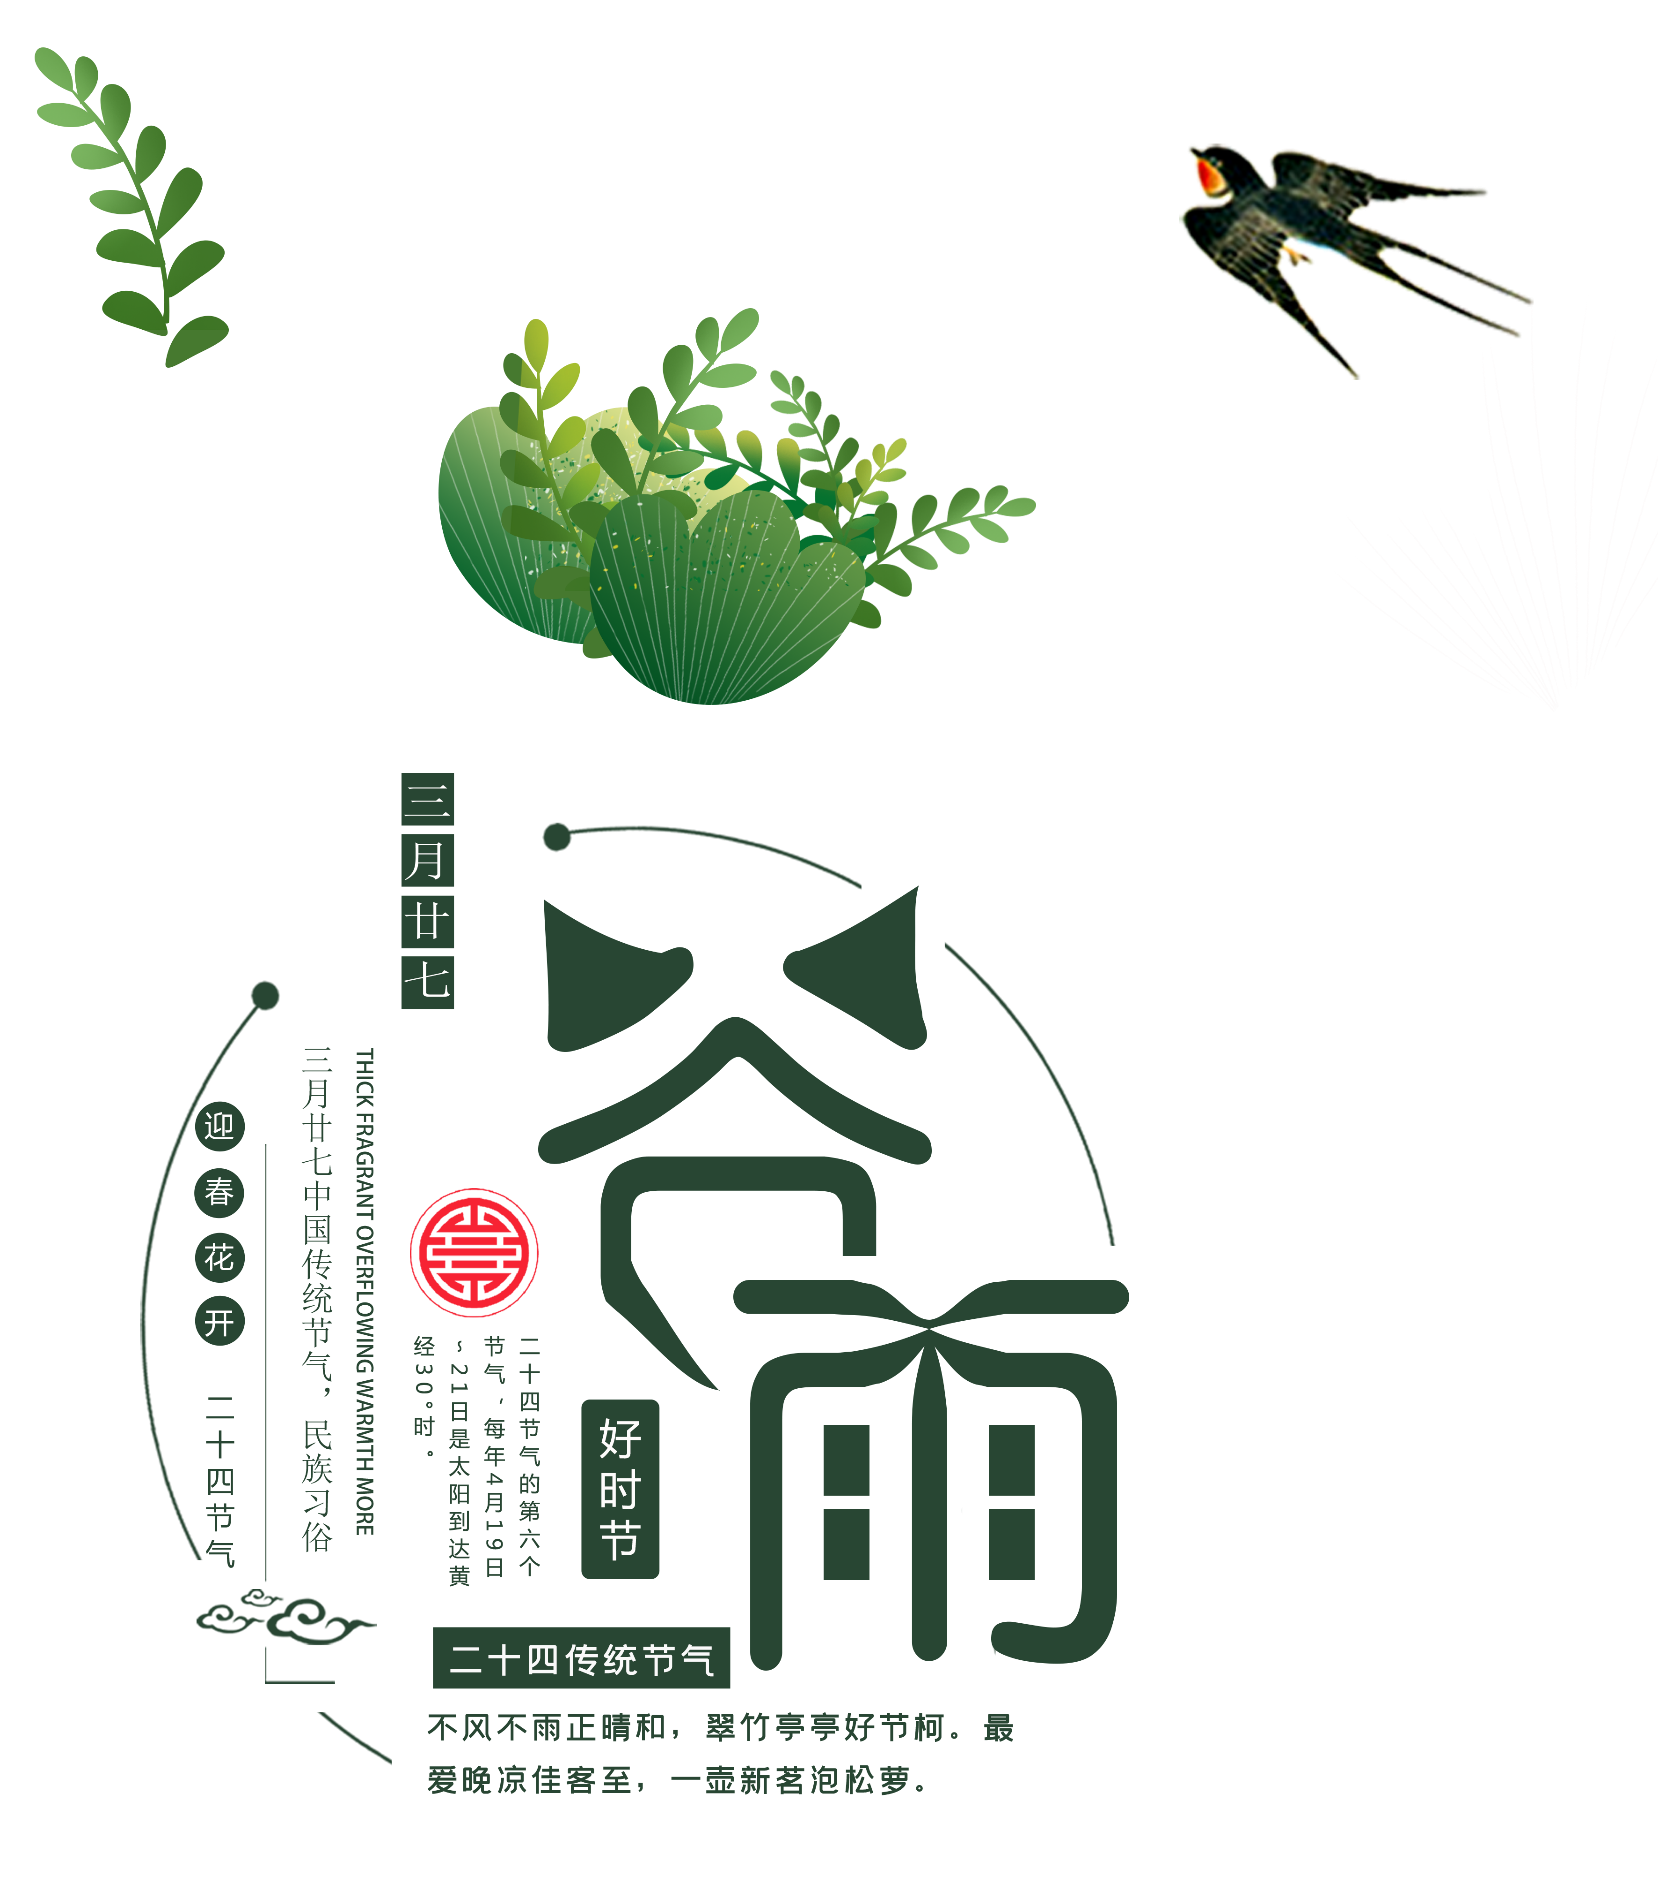 三月廿七
谷雨
THICK FRAGRANT OVERFLOWING WARMTH MORE
三月廿七中国传统节气，民族习俗
迎春花开
二十四节气
二十四节气的第六个
节气，每年4月19日
~21日是太阳到达黄
经30°时。
好时节
二十四传统节气
不风不雨正晴和，翠竹亭亭好节柯。最
爱晚凉佳客至，一壶新茗泡松萝。